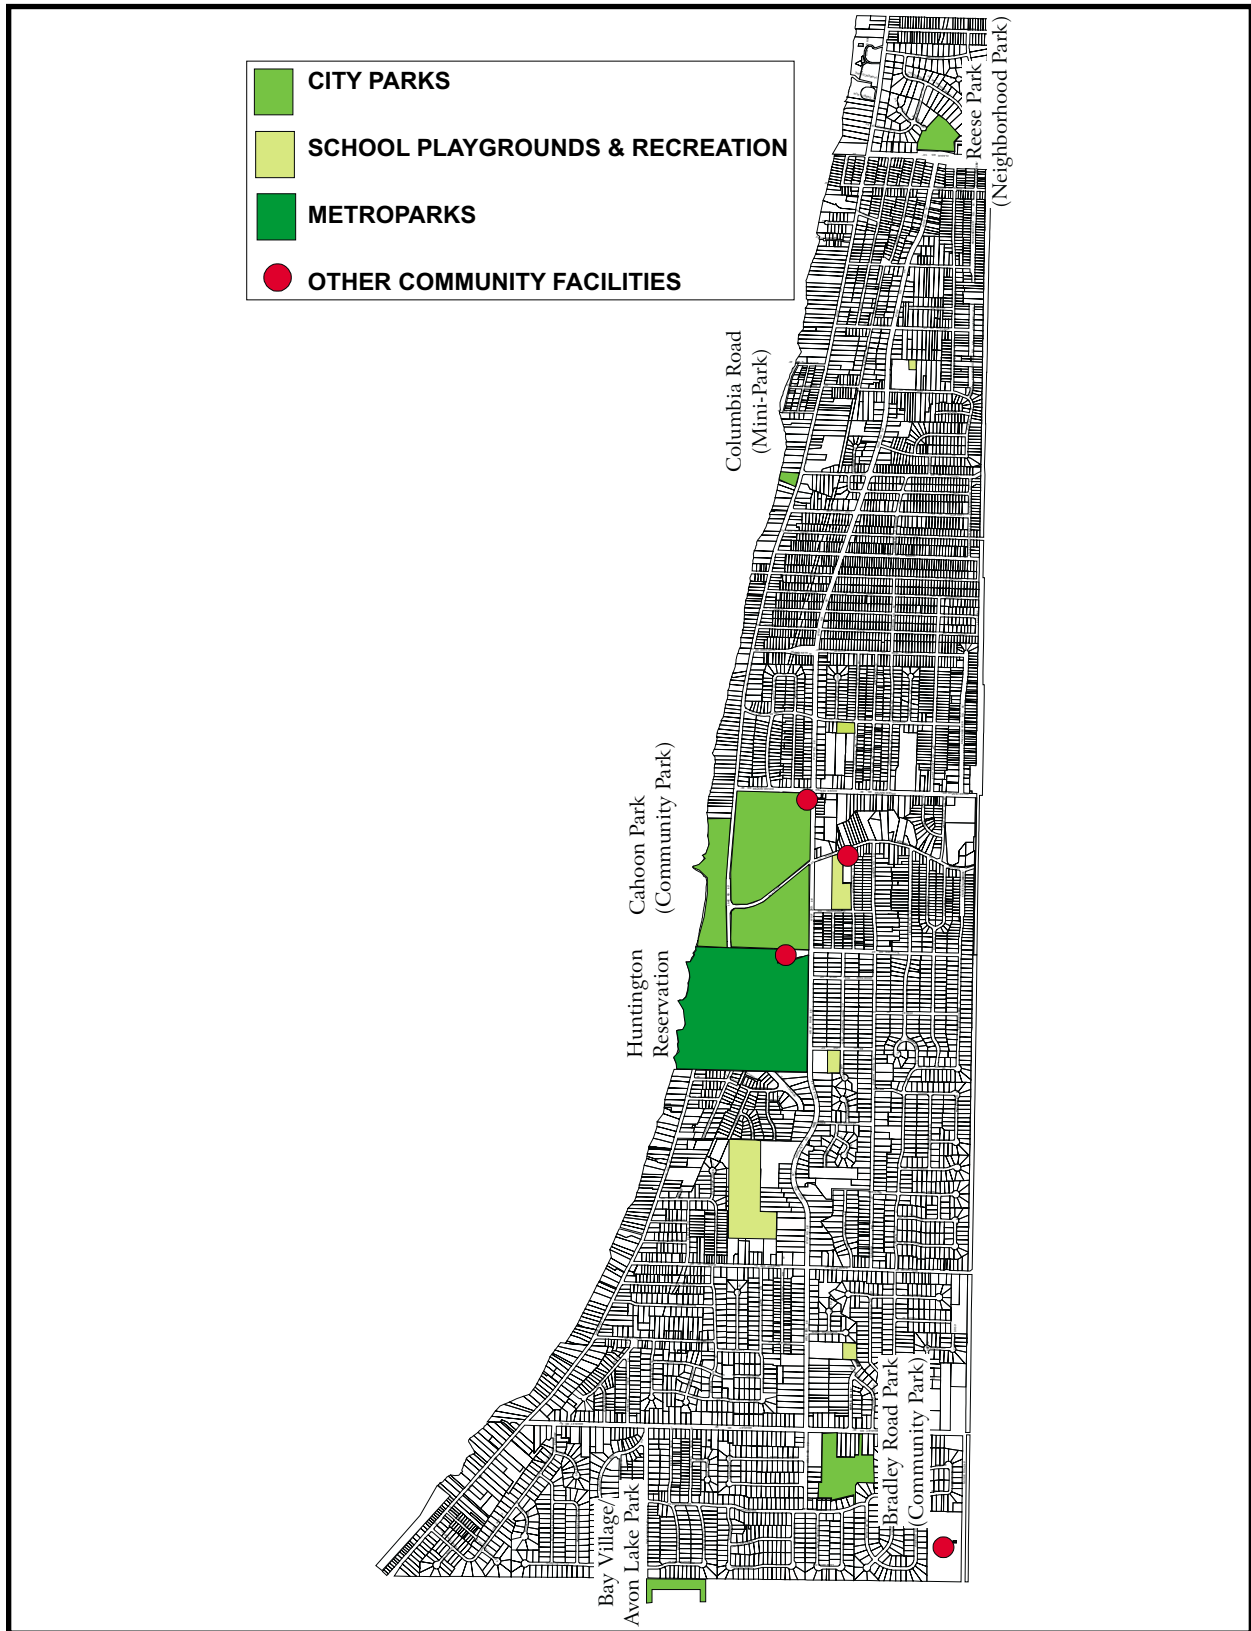 CITY PARKS
SCHOOL PLAYGROUNDS & RECREATION
METROPARKS
OTHER COMMUNITY FACILITIES
Reese Park
(Neighborhood Park)
Columbia Road
(Mini-Park)
Cahoon Park
(Community Park)
Huntington
Reservation
Bradley Road Park
(Community Park)
Bay Village/
Avon Lake Park